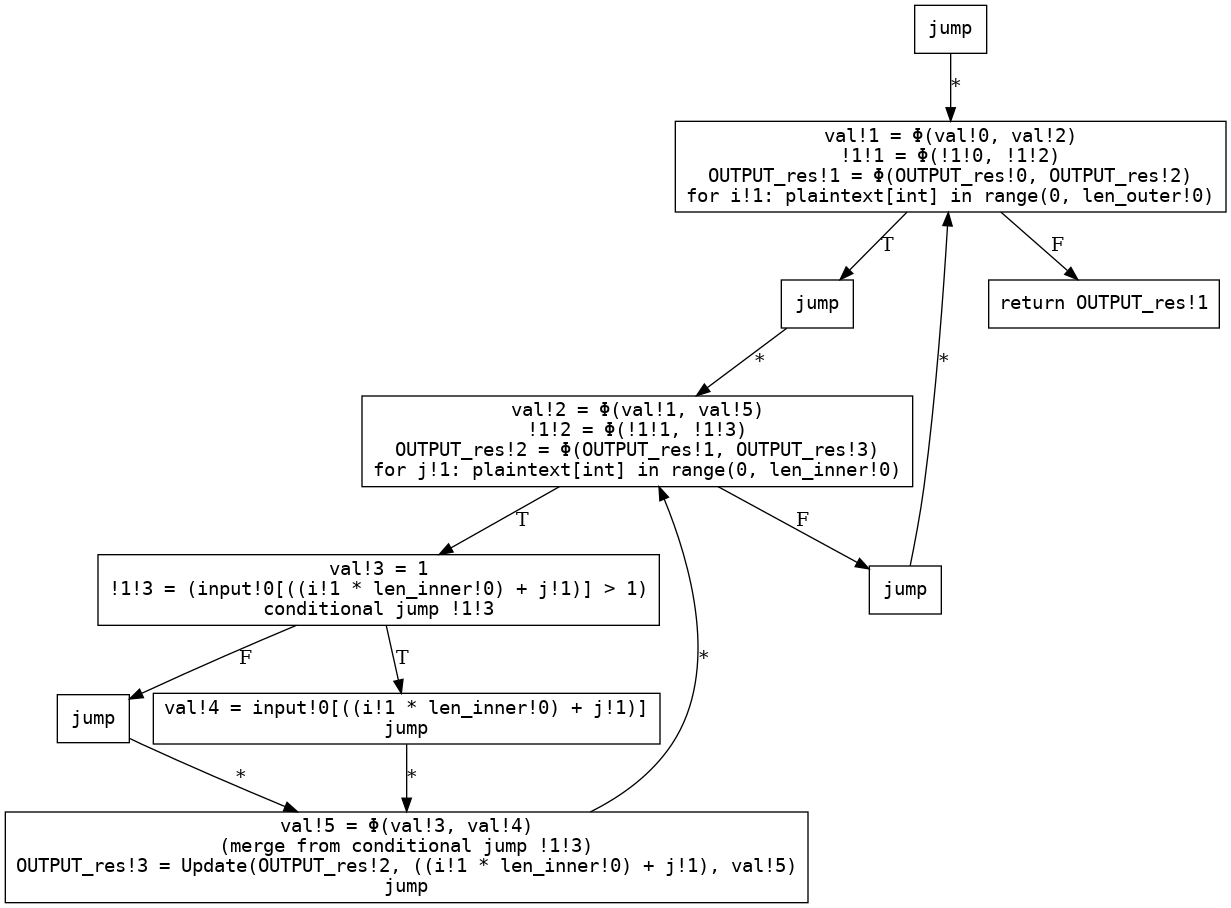 jump
*
val!1 = Φ(val!0, val!2)
!1!1 = Φ(!1!0, !1!2)
OUTPUT_res!1 = Φ(OUTPUT_res!0, OUTPUT_res!2)
for i!1: plaintext[int] in range(0, len_outer!0)
T
F
jump
return OUTPUT_res!1
*
*
val!2 = Φ(val!1, val!5)
!1!2 = Φ(!1!1, !1!3)
OUTPUT_res!2 = Φ(OUTPUT_res!1, OUTPUT_res!3)
for j!1: plaintext[int] in range(0, len_inner!0)
T
F
val!3 = 1
!1!3 = (input!0[((i!1 * len_inner!0) + j!1)] > 1)
conditional jump !1!3
jump
F
T
*
jump
val!4 = input!0[((i!1 * len_inner!0) + j!1)]
jump
*
*
val!5 = Φ(val!3, val!4)
(merge from conditional jump !1!3)
OUTPUT_res!3 = Update(OUTPUT_res!2, ((i!1 * len_inner!0) + j!1), val!5)
jump